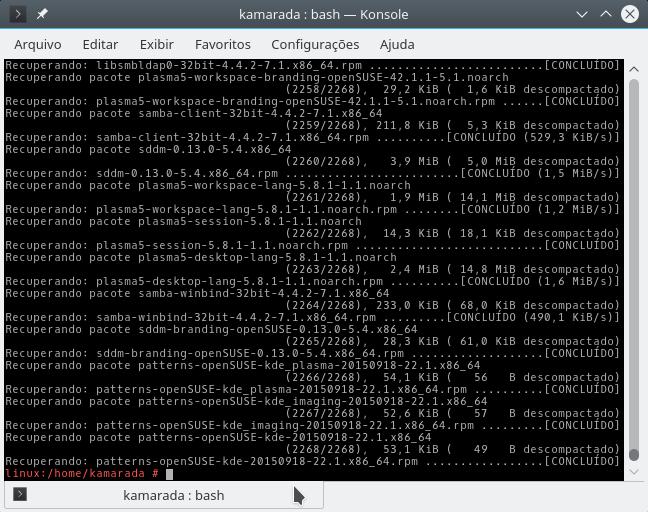 kamarada : bash — Konsole
Arquivo Editar Exibir Favoritos Configurações Ajuda
Recuperando: libsmbldap0-32bit-4.4.2-7.1.x86_64.rpm .........................[CONCLUÍDO]
Recuperando pacote plasma5-workspace-branding-openSUSE-42.1.1-5.1.noarch
(2258/2268), 29,2 KiB ( 1,6 KiB descompactado)
Recuperando: plasma5-workspace-branding-openSUSE-42.1.1-5.1.noarch.rpm ......[CONCLUÍDO]
Recuperando pacote samba-client-32bit-4.4.2-7.1.x86_64
(2259/2268), 211,8 KiB ( 5,3 KiB descompactado)
Recuperando: samba-client-32bit-4.4.2-7.1.x86_64.rpm ..........[CONCLUÍDO (529,3 KiB/s)]
Recuperando pacote sddm-0.13.0-5.4.x86_64
(2260/2268), 3,9 MiB ( 5,0 MiB descompactado)
Recuperando: sddm-0.13.0-5.4.x86_64.rpm .........................[CONCLUÍDO (1,5 MiB/s)]
Recuperando pacote plasma5-workspace-lang-5.8.1-1.1.noarch
(2261/2268), 1,9 MiB ( 14,1 MiB descompactado)
Recuperando: plasma5-workspace-lang-5.8.1-1.1.noarch.rpm ........[CONCLUÍDO (1,2 MiB/s)]
Recuperando pacote plasma5-session-5.8.1-1.1.noarch
(2262/2268), 14,3 KiB ( 18,1 KiB descompactado)
Recuperando: plasma5-session-5.8.1-1.1.noarch.rpm ...........................[CONCLUÍDO]
Recuperando pacote plasma5-desktop-lang-5.8.1-1.1.noarch
(2263/2268), 2,4 MiB ( 14,8 MiB descompactado)
Recuperando: plasma5-desktop-lang-5.8.1-1.1.noarch.rpm ..........[CONCLUÍDO (1,6 MiB/s)]
Recuperando pacote samba-winbind-32bit-4.4.2-7.1.x86_64
(2264/2268), 233,0 KiB ( 68,0 KiB descompactado)
Recuperando: samba-winbind-32bit-4.4.2-7.1.x86_64.rpm .........[CONCLUÍDO (490,1 KiB/s)]
Recuperando pacote sddm-branding-openSUSE-0.13.0-5.4.x86_64
(2265/2268), 28,3 KiB ( 61,0 KiB descompactado)
Recuperando: sddm-branding-openSUSE-0.13.0-5.4.x86_64.rpm ...................[CONCLUÍDO]
Recuperando pacote patterns-openSUSE-kde_plasma-20150918-22.1.x86_64
(2266/2268), 54,1 KiB ( 56 B descompactado)
Recuperando: patterns-openSUSE-kde_plasma-20150918-22.1.x86_64.rpm ..........[CONCLUÍDO]
Recuperando pacote patterns-openSUSE-kde_imaging-20150918-22.1.x86_64
(2267/2268), 52,6 KiB ( 57 B descompactado)
Recuperando: patterns-openSUSE-kde_imaging-20150918-22.1.x86_64.rpm .........[CONCLUÍDO]
Recuperando pacote patterns-openSUSE-kde-20150918-22.1.x86_64
(2268/2268), 53,1 KiB ( 49 B descompactado)
Recuperando: patterns-openSUSE-kde-20150918-22.1.x86_64.rpm .................[CONCLUÍDO]
linux:/home/kamarada #
kamarada : bash